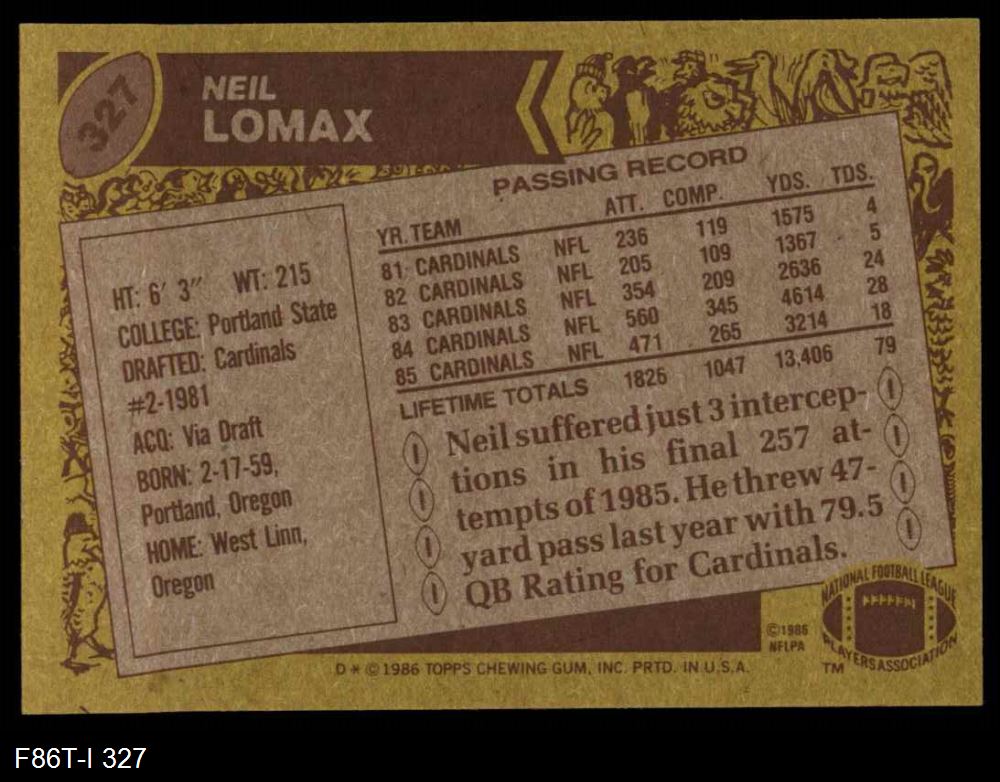 327
NEIL
LOMAX
PASSING RECORD
YR. TEAM ATT. COMP. YDS. TDS.
81 CARDINALS NFL 236 119 1575 4
82 CARDINALS NFL 205 109 1367 5
83 CARDINALS NFL 354 209 2636 24
84 CARDINALS NFL 560 345 4614 28
85 CARDINALS NFL 471 265 3214 18
LIFETIME TOTALS 1826 1047 13,406 79
HT: 6' 3" WT: 215
COLLEGE: Portland State
DRAFTED: Cardinals
#2-1981
ACQ: Via Draft
BORN: 2-17-59,
Portland, Oregon
HOME: West Linn,
Oregon
Neil suffered just 3 intercep-
tions in his final 257 at-
tempts of 1985. He threw 47-
yard pass last year with 79.5
QB Rating for Cardinals.
©1986
NFLPA
NATIONAL FOOTBALL LEAGUE
PLAYERS ASSOCIATION
TM
D * © 1986 TOPPS CHEWING GUM, INC. PRTD. IN U.S.A.
F86T-I 327